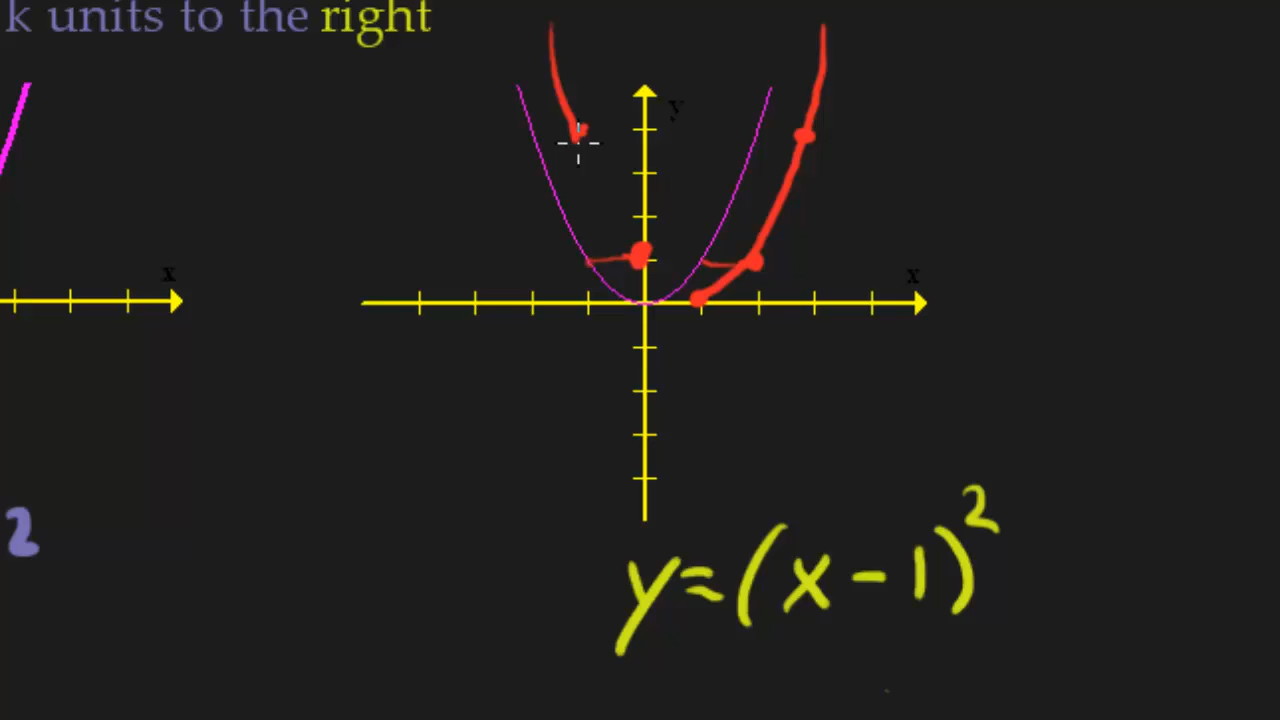 k units to the right
y
x
x
2
y=(x-1)²